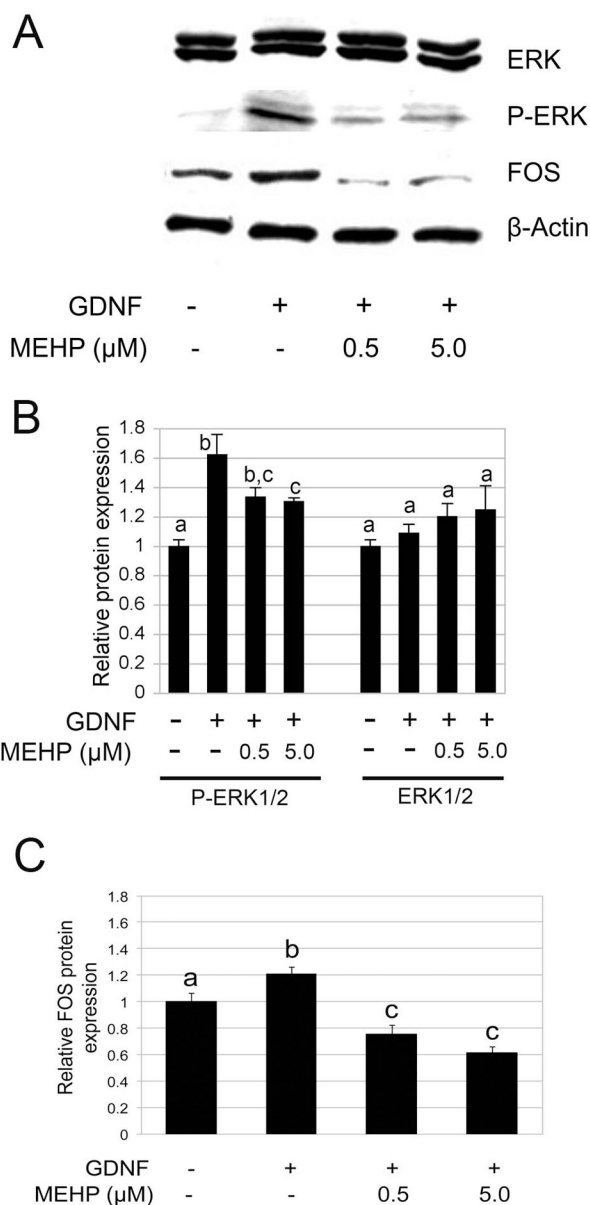 A
ERK
P-ERK
FOS
β-Actin
GDNF - + + +
MEHP (µM) - - 0.5 5.0
B
Relative protein expression
1.8
1.6
1.4
1.2
1
0.8
0.6
0.4
0.2
0
a b b,c c a a a a
GDNF - + + + - + + +
MEHP (µM) - - 0.5 5.0 - - 0.5 5.0
P-ERK1/2 ERK1/2
C
Relative FOS protein
expression
1.8
1.6
1.4
1.2
1
0.8
0.6
0.4
0.2
0
a b c c
GDNF - + + +
MEHP (µM) - - 0.5 5.0